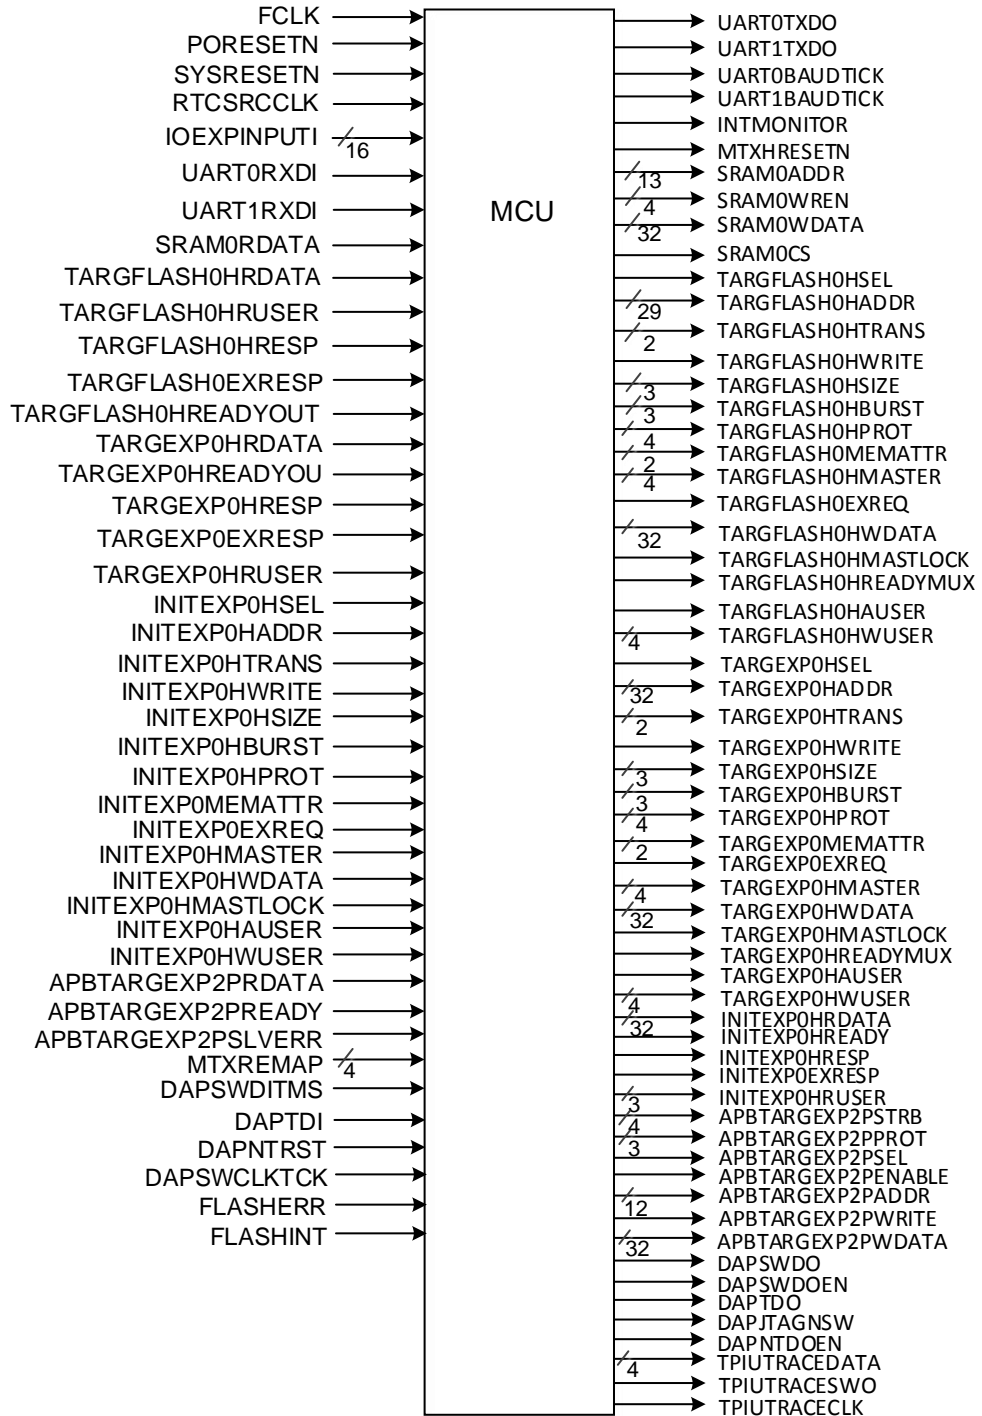 FCLK
PORESETN
SYSRESETN
RTCSRCCLK
IOEXPINPUTI
16
UART0RXDI
UART1RXDI
SRAM0RDATA
TARGFLASH0HRDATA
TARGFLASH0HRUSER
TARGFLASH0HRESP
TARGFLASH0EXRESP
TARGFLASH0HREADYOUT
TARGEXP0HRDATA
TARGEXP0HREADYOU
TARGEXP0HRESP
TARGEXP0EXRESP
TARGEXP0HRUSER
INITEXP0HSEL
INITEXP0HADDR
INITEXP0HTRANS
INITEXP0HWRITE
INITEXP0HSIZE
INITEXP0HBURST
INITEXP0HPROT
INITEXP0MEMATTR
INITEXP0EXREQ
INITEXP0HMASTER
INITEXP0HWDATA
INITEXP0HMASTLOCK
INITEXP0HAUSER
INITEXP0HWUSER
APBTARGEXP2PRDATA
APBTARGEXP2PREADY
APBTARGEXP2PSLVERR
MTXREMAP
4
DAPSWDITMS
DAPTDI
DAPNTRST
DAPSWCLKTCK
FLASHERR
FLASHINT
MCU
UART0TXDO
UART1TXDO
UART0BAUDTICK
UART1BAUDTICK
INTMONITOR
MTXHRESETN
13 SRAM0ADDR
4 SRAM0WREN
32 SRAM0WDATA
SRAM0CS
TARGFLASH0HSEL
29 TARGFLASH0HADDR
2 TARGFLASH0HTRANS
TARGFLASH0HWRITE
3 TARGFLASH0HSIZE
3 TARGFLASH0HBURST
4 TARGFLASH0HPROT
2 TARGFLASH0MEMATTR
4 TARGFLASH0HMASTER
TARGFLASH0EXREQ
32 TARGFLASH0HWDATA
TARGFLASH0HMASTLOCK
TARGFLASH0HREADYMUX
TARGFLASH0HAUSER
4 TARGFLASH0HWUSER
TARGEXP0HSEL
32 TARGEXP0HADDR
2 TARGEXP0HTRANS
TARGEXP0HWRITE
3 TARGEXP0HSIZE
3 TARGEXP0HBURST
4 TARGEXP0HPROT
2 TARGEXP0MEMATTR
TARGEXP0EXREQ
4 TARGEXP0HMASTER
32 TARGEXP0HWDATA
TARGEXP0HMASTLOCK
TARGEXP0HREADYMUX
TARGEXP0HAUSER
4 TARGEXP0HWUSER
32 INITEXP0HRDATA
INITEXP0HREADY
INITEXP0HRESP
INITEXP0EXRESP
3 INITEXP0HRUSER
4 APBTARGEXP2PSTRB
3 APBTARGEXP2PPROT
APBTARGEXP2PSEL
APBTARGEXP2PENABLE
12 APBTARGEXP2PADDR
APBTARGEXP2PWRITE
32 APBTARGEXP2PWDATA
DAPSWDO
DAPSWDOEN
DAPTDO
DAPJTAGNSW
DAPNTDOEN
4 TPIUTRACEDATA
TPIUTRACESWO
TPIUTRACECLK